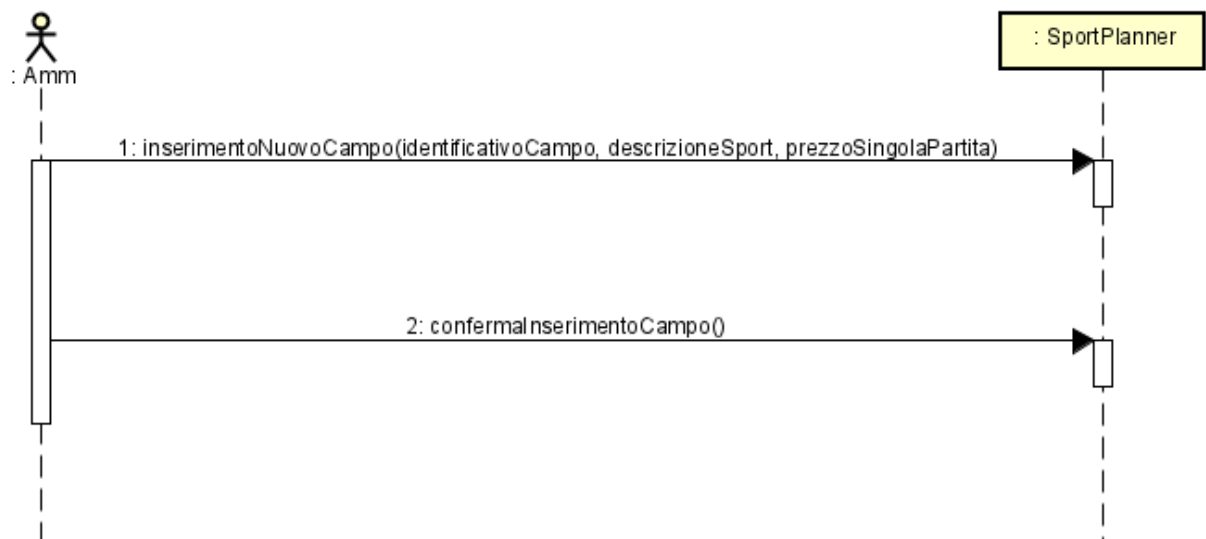 : Amm
: SportPlanner
1: inserimentoNuovoCampo(identificativoCampo, descrizioneSport, prezzoSingolaPartita)
2: confermaInserimentoCampo()